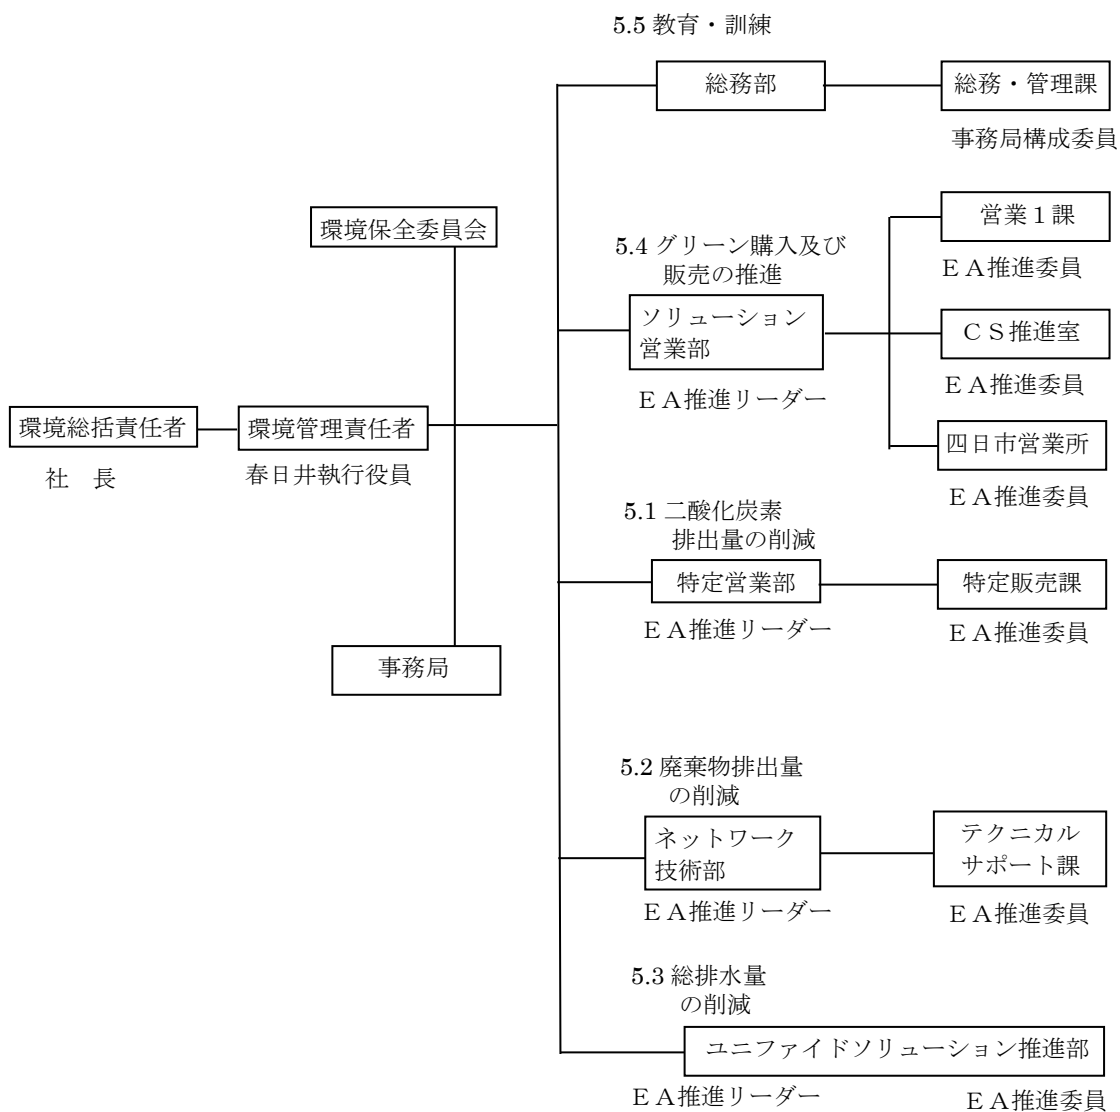 5.5 教育・訓練
総務部
総務・管理課
事務局構成委員
環境保全委員会
5.4 グリーン購入及び
販売の推進
ソリューション
営業部
ＥＡ推進リーダー
営業１課
ＥＡ推進委員
ＣＳ推進室
ＥＡ推進委員
四日市営業所
ＥＡ推進委員
環境総括責任者
社　長
環境管理責任者
春日井執行役員
5.1 二酸化炭素
排出量の削減
特定営業部
ＥＡ推進リーダー
特定販売課
ＥＡ推進委員
事務局
5.2 廃棄物排出量
の削減
ネットワーク
技術部
ＥＡ推進リーダー
テクニカル
サポート課
ＥＡ推進委員
5.3 総排水量
の削減
ユニファイドソリューション推進部
ＥＡ推進リーダー
ＥＡ推進委員